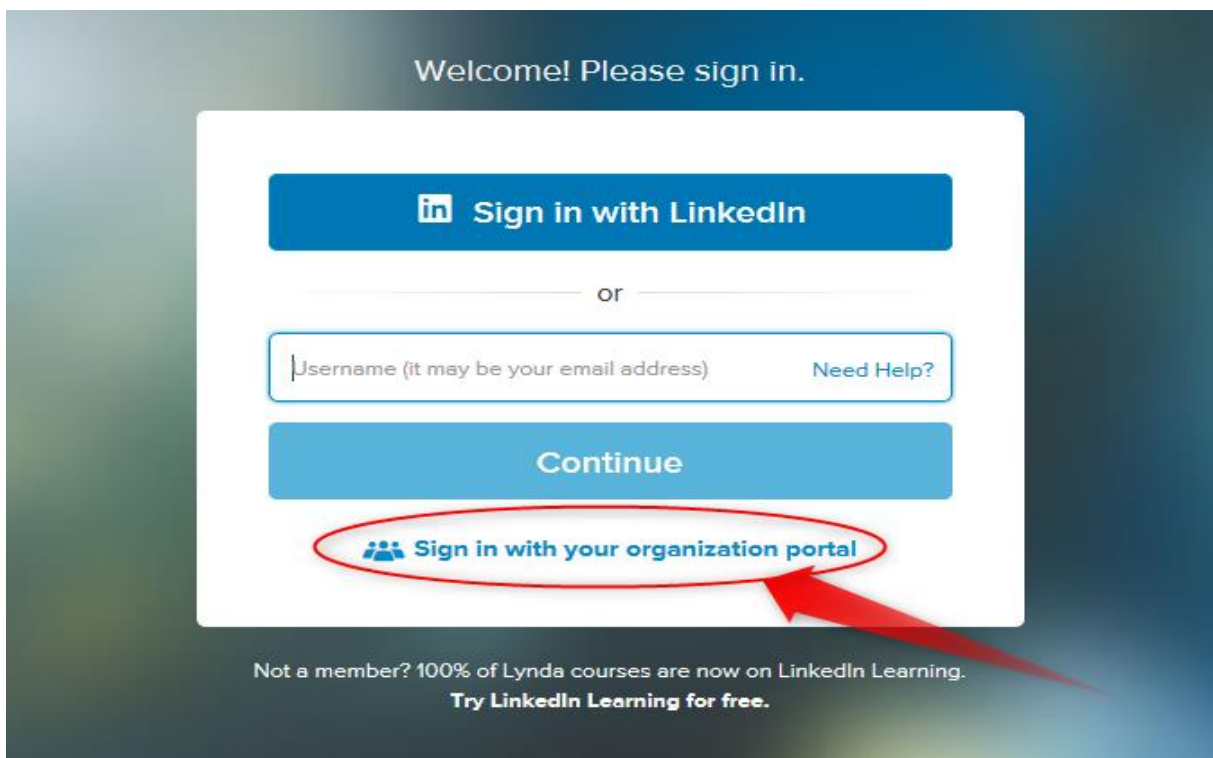 Welcome! Please sign in.
in Sign in with LinkedIn
or
Username (it may be your email address) Need Help?
Continue
Sign in with your organization portal
Not a member? 100% of Lynda courses are now on LinkedIn Learning.
Try LinkedIn Learning for free.